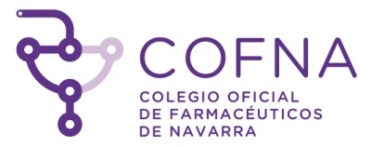 COFNA
COLEGIO OFICIAL
DE FARMACÉUTICOS
DE NAVARRA